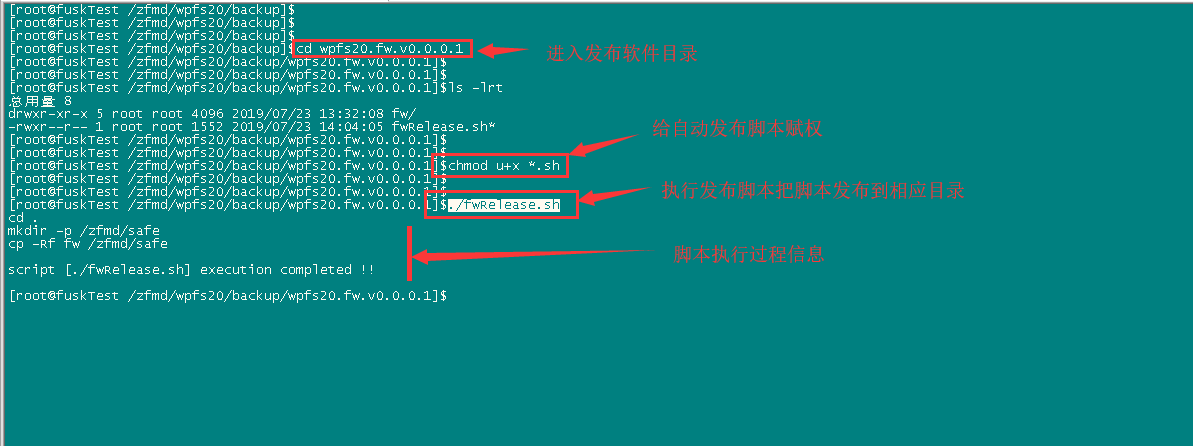 [root@fuskTest /zfmd/wpfs20/backup]$
[root@fuskTest /zfmd/wpfs20/backup]$
[root@fuskTest /zfmd/wpfs20/backup]$
[root@fuskTest /zfmd/wpfs20/backup]$cd wpfs20.fw.v0.0.0.1
进入发布软件目录
[root@fuskTest /zfmd/wpfs20/backup/wpfs20.fw.v0.0.0.1]$
[root@fuskTest /zfmd/wpfs20/backup/wpfs20.fw.v0.0.0.1]$
[root@fuskTest /zfmd/wpfs20/backup/wpfs20.fw.v0.0.0.1]$ls -lrt
总用量 8
drwxr-xr-x 5 root root 4096 2019/07/23 13:32:08 fw/
-rwxr--r-- 1 root root 1552 2019/07/23 14:04:05 fwRelease.sh*
给自动发布脚本赋权
[root@fuskTest /zfmd/wpfs20/backup/wpfs20.fw.v0.0.0.1]$
[root@fuskTest /zfmd/wpfs20/backup/wpfs20.fw.v0.0.0.1]$
[root@fuskTest /zfmd/wpfs20/backup/wpfs20.fw.v0.0.0.1]$chmod u+x *.sh
[root@fuskTest /zfmd/wpfs20/backup/wpfs20.fw.v0.0.0.1]$
[root@fuskTest /zfmd/wpfs20/backup/wpfs20.fw.v0.0.0.1]$
执行发布脚本把脚本发布到相应目录
[root@fuskTest /zfmd/wpfs20/backup/wpfs20.fw.v0.0.0.1]$./fwRelease.sh
cd .
mkdir -p /zfmd/safe
cp -Rf fw /zfmd/safe
脚本执行过程信息
script [./fwRelease.sh] execution completed !!
[root@fuskTest /zfmd/wpfs20/backup/wpfs20.fw.v0.0.0.1]$